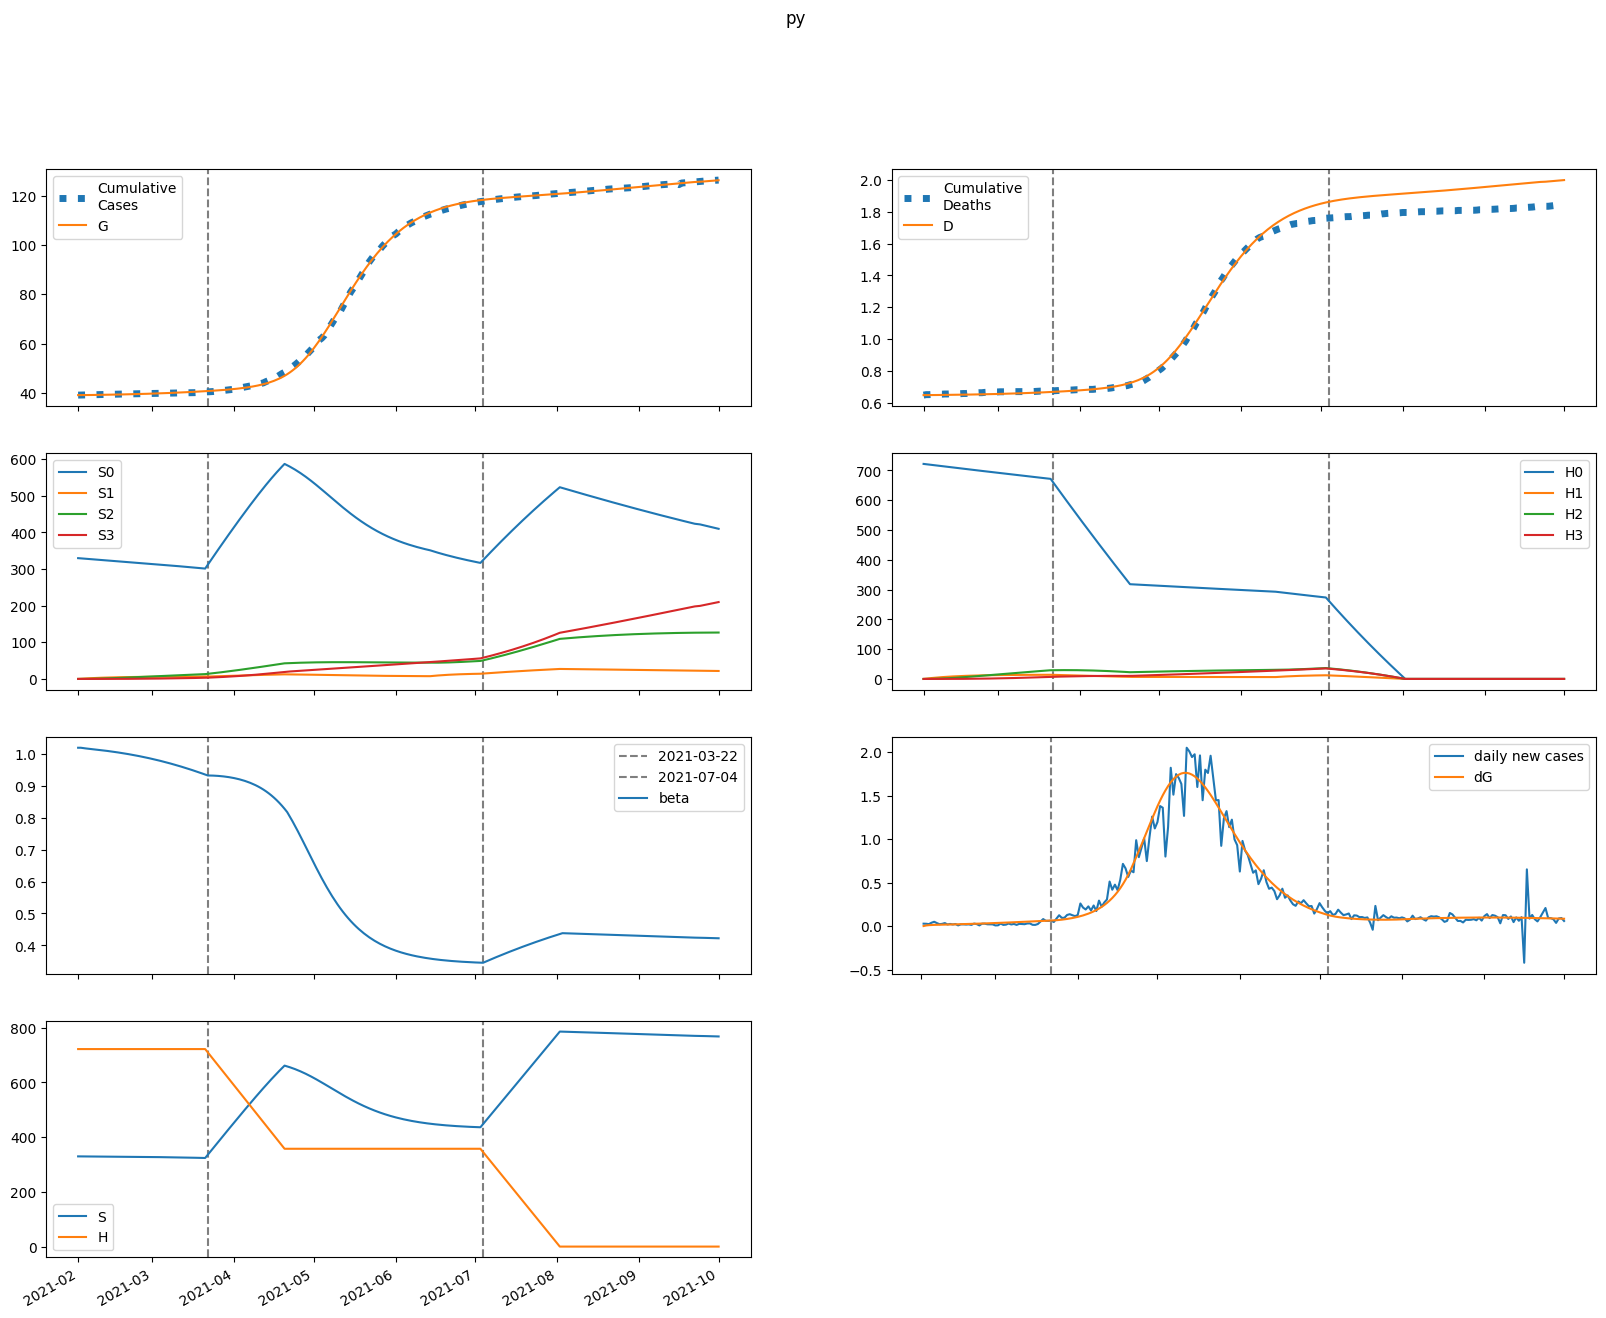 py
Cumulative
Cases
G
120
100
80
60
40
Cumulative
Deaths
D
2.0
1.8
1.6
1.4
1.2
1.0
0.8
0.6
S0
S1
S2
S3
600
500
400
300
200
100
0
H0
H1
H2
H3
700
600
500
400
300
200
100
0
2021-03-22
2021-07-04
beta
1.0
0.9
0.8
0.7
0.6
0.5
0.4
daily new cases
dG
2.0
1.5
1.0
0.5
0.0
−0.5
800
600
400
200
0
S
H
2021-02
2021-03
2021-04
2021-05
2021-06
2021-07
2021-08
2021-09
2021-10